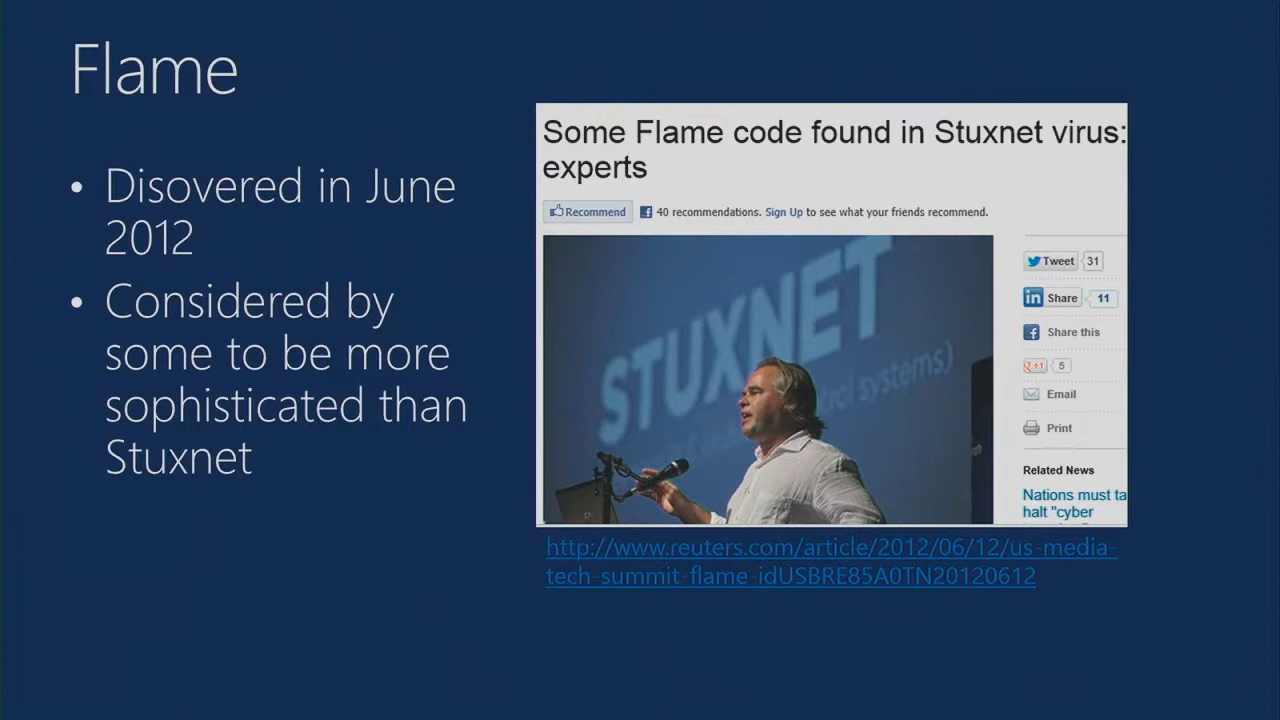 Flame
• Disovered in June
2012
• Considered by
some to be more
sophisticated than
Stuxnet
Some Flame code found in Stuxnet virus:
experts
Recommend
40 recommendations. Sign Up to see what your friends recommend.
STUXNET
trol systems)
Tweet 31
Share 11
Share this
+1 5
Email
Print
Related News
Nations must ta
halt "cyber
http://www.reuters.com/article/2012/06/12/us-media-
tech-summit-flame-idUSBRE85A0TN20120612